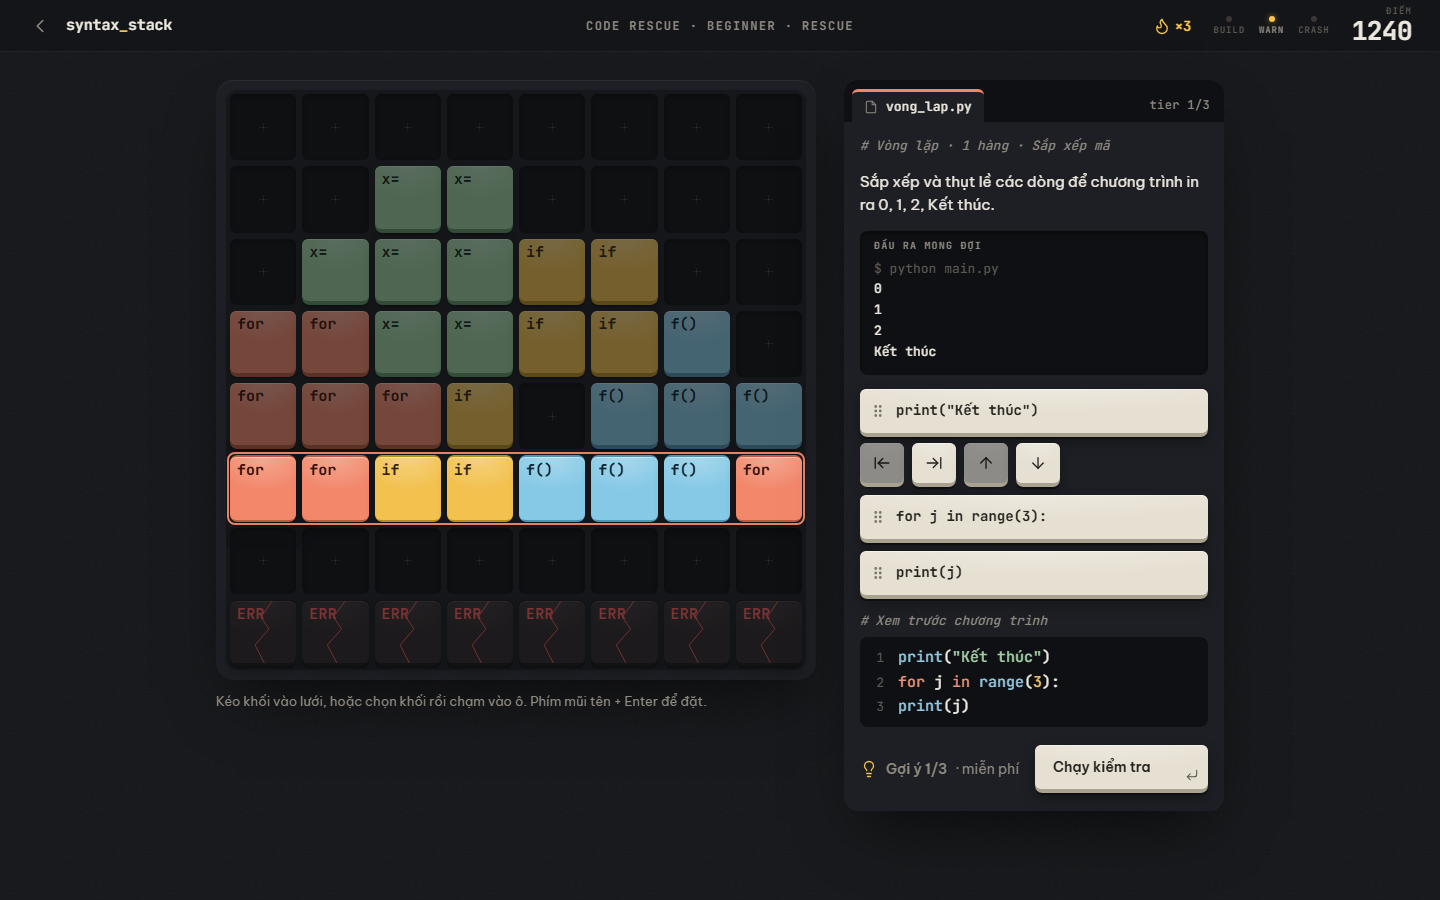 syntax_stack
CODE RESCUE · BEGINNER · RESCUE
×3
BUILD WARN CRASH
ĐIỂM
1240
x= x=
x= x= x= if if
for for x= x= if if f()
for for for if f() f() f()
for for if if f() f() f() for
ERR ERR ERR ERR ERR ERR ERR ERR
Kéo khối vào lưới, hoặc chọn khối rồi chạm vào ô. Phím mũi tên + Enter để đặt.
vong_lap.py
tier 1/3
# Vòng lặp · 1 hàng · Sắp xếp mã
Sắp xếp và thụt lề các dòng để chương trình in
ra 0, 1, 2, Kết thúc.
ĐẦU RA MONG ĐỢI
$ python main.py
0
1
2
Kết thúc
print("Kết thúc")
for j in range(3):
print(j)
# Xem trước chương trình
1 print("Kết thúc")
2 for j in range(3):
3 print(j)
Gợi ý 1/3 · miễn phí
Chạy kiểm tra